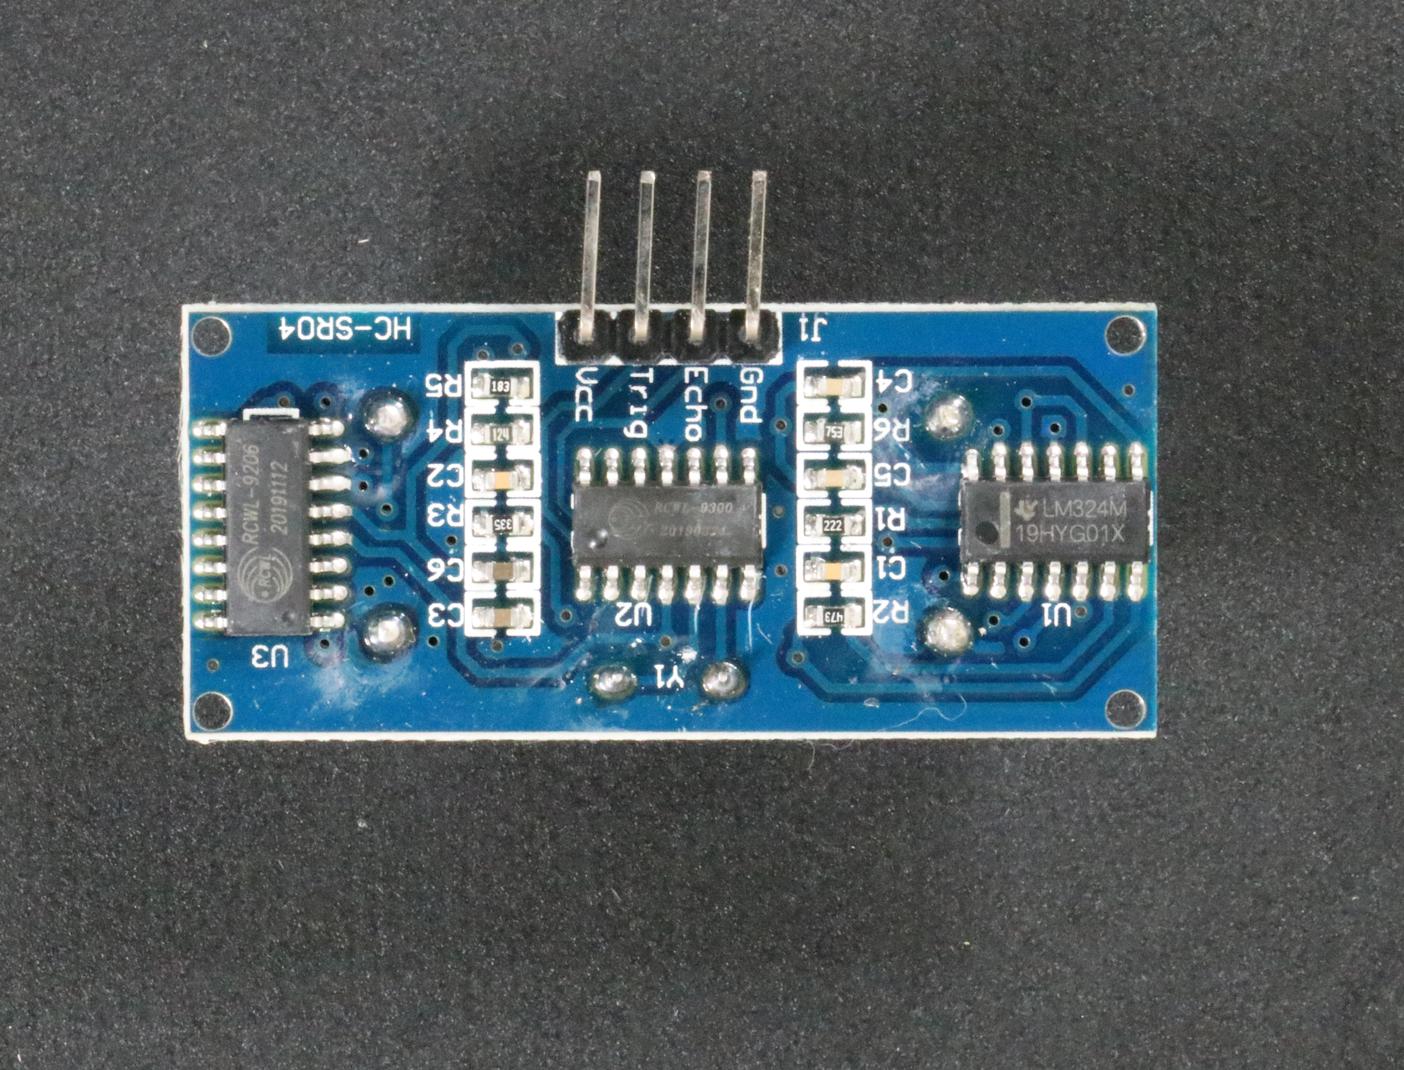 HC-SR04
J1
Vcc
Trig
Echo
Gnd
R5
183
R4
124
C2
R3
335
C6
C3
C4
R6
753
C5
R1
222
C1
R2
473
RCWL-9206
20191112
RCWL
U3
RCWL-9300
U2
Y1
LM324M
19HYG01X
U1